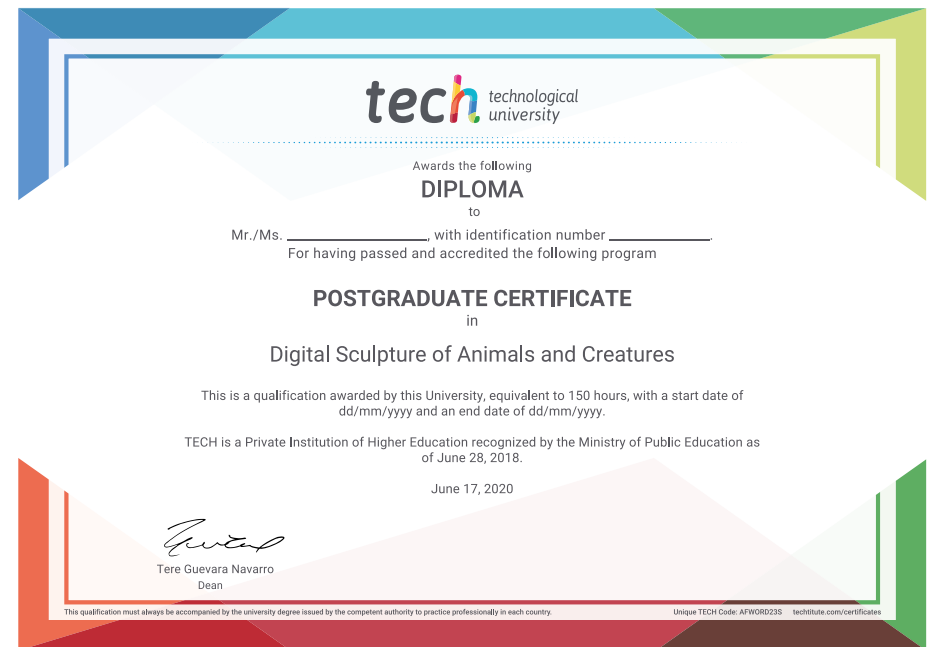 tech technological
university
Awards the following
DIPLOMA
to
Mr./Ms. ____________________, with identification number ______________.
For having passed and accredited the following program
POSTGRADUATE CERTIFICATE
in
Digital Sculpture of Animals and Creatures
This is a qualification awarded by this University, equivalent to 150 hours, with a start date of
dd/mm/yyyy and an end date of dd/mm/yyyy.
TECH is a Private Institution of Higher Education recognized by the Ministry of Public Education as
of June 28, 2018.
June 17, 2020
Tere Guevara Navarro
Dean
This qualification must always be accompanied by the university degree issued by the competent authority to practice professionally in each country. Unique TECH Code: AFWORD23S techtitute.com/certificates